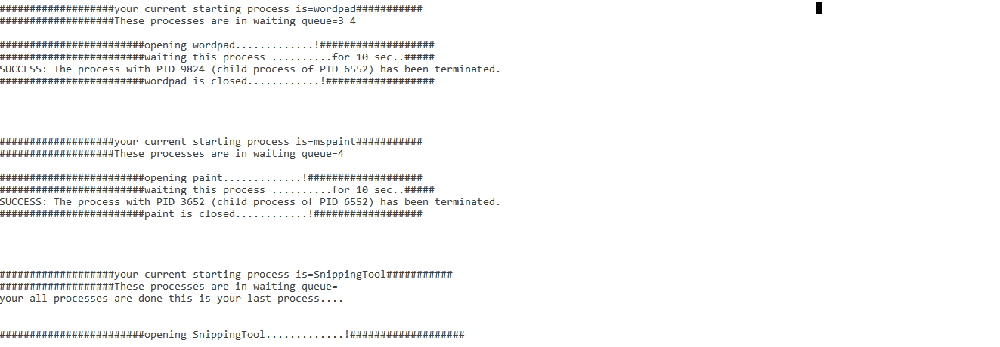 ###################your current starting process is=wordpad###########
###################These processes are in waiting queue=3 4
########################opening wordpad.............!###################
########################waiting this process ..........for 10 sec..#####
SUCCESS: The process with PID 9824 (child process of PID 6552) has been terminated.
########################wordpad is closed............!##################
###################your current starting process is=mspaint###########
###################These processes are in waiting queue=4
########################opening paint.............!###################
########################waiting this process ..........for 10 sec..#####
SUCCESS: The process with PID 3652 (child process of PID 6552) has been terminated.
########################paint is closed............!##################
###################your current starting process is=SnippingTool###########
###################These processes are in waiting queue=
your all processes are done this is your last process....
########################opening SnippingTool.............!###################